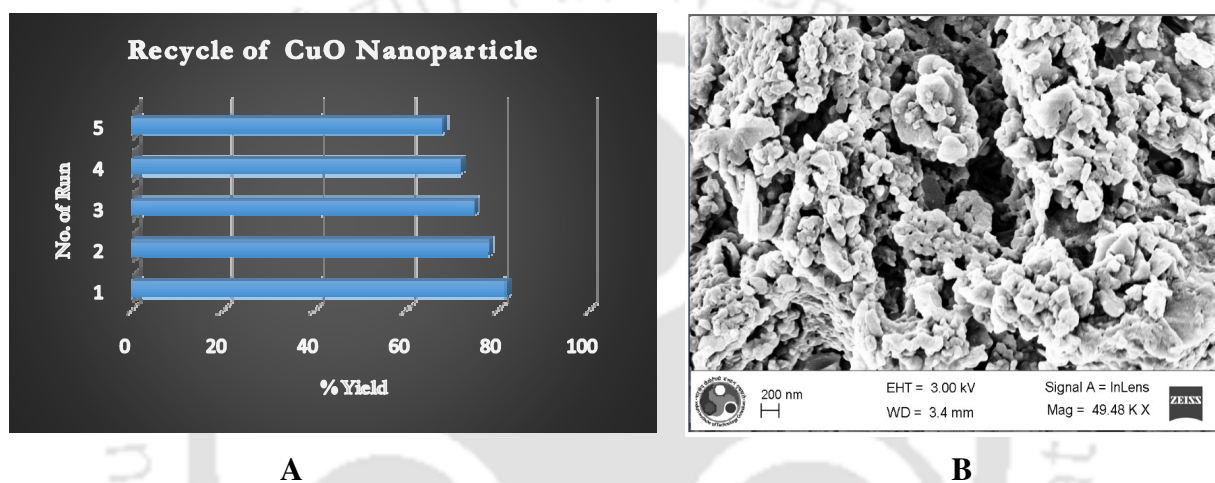 Recycle of CuO Nanoparticle
No. of Run
5
4
3
2
1
0 20 40 60 80 100
% Yield
200 nm
EHT = 3.00 kV
WD = 3.4 mm
Signal A = InLens
Mag = 49.48 K X
ZEISS
A
B